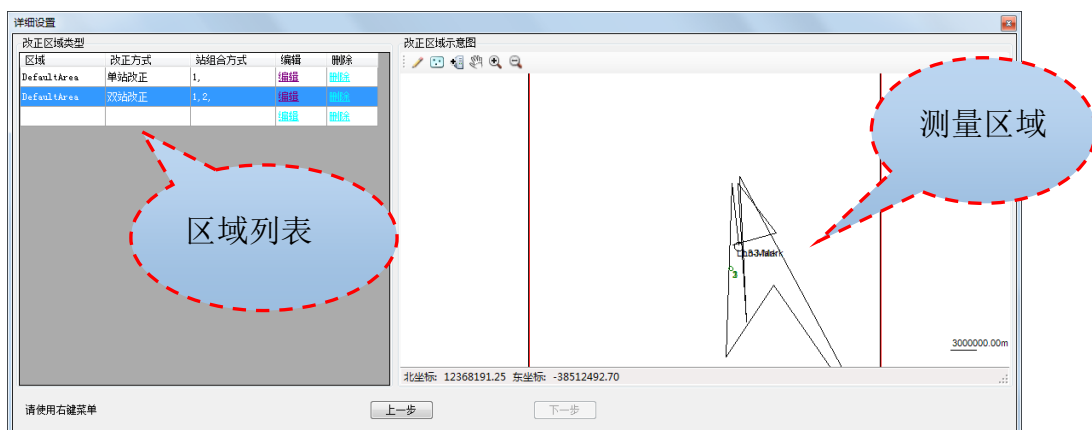 详细设置
改正区域类型
区域 改正方式 站组合方式 编辑 删除
DefaultArea 单站改正 1, 编辑 删除
DefaultArea 双站改正 1,2, 编辑 删除
编辑 删除
区域列表
改正区域示意图
测量区域
3000000.00m
北坐标: 12368191.25 东坐标: -38512492.70
请使用右键菜单
上一步
下一步